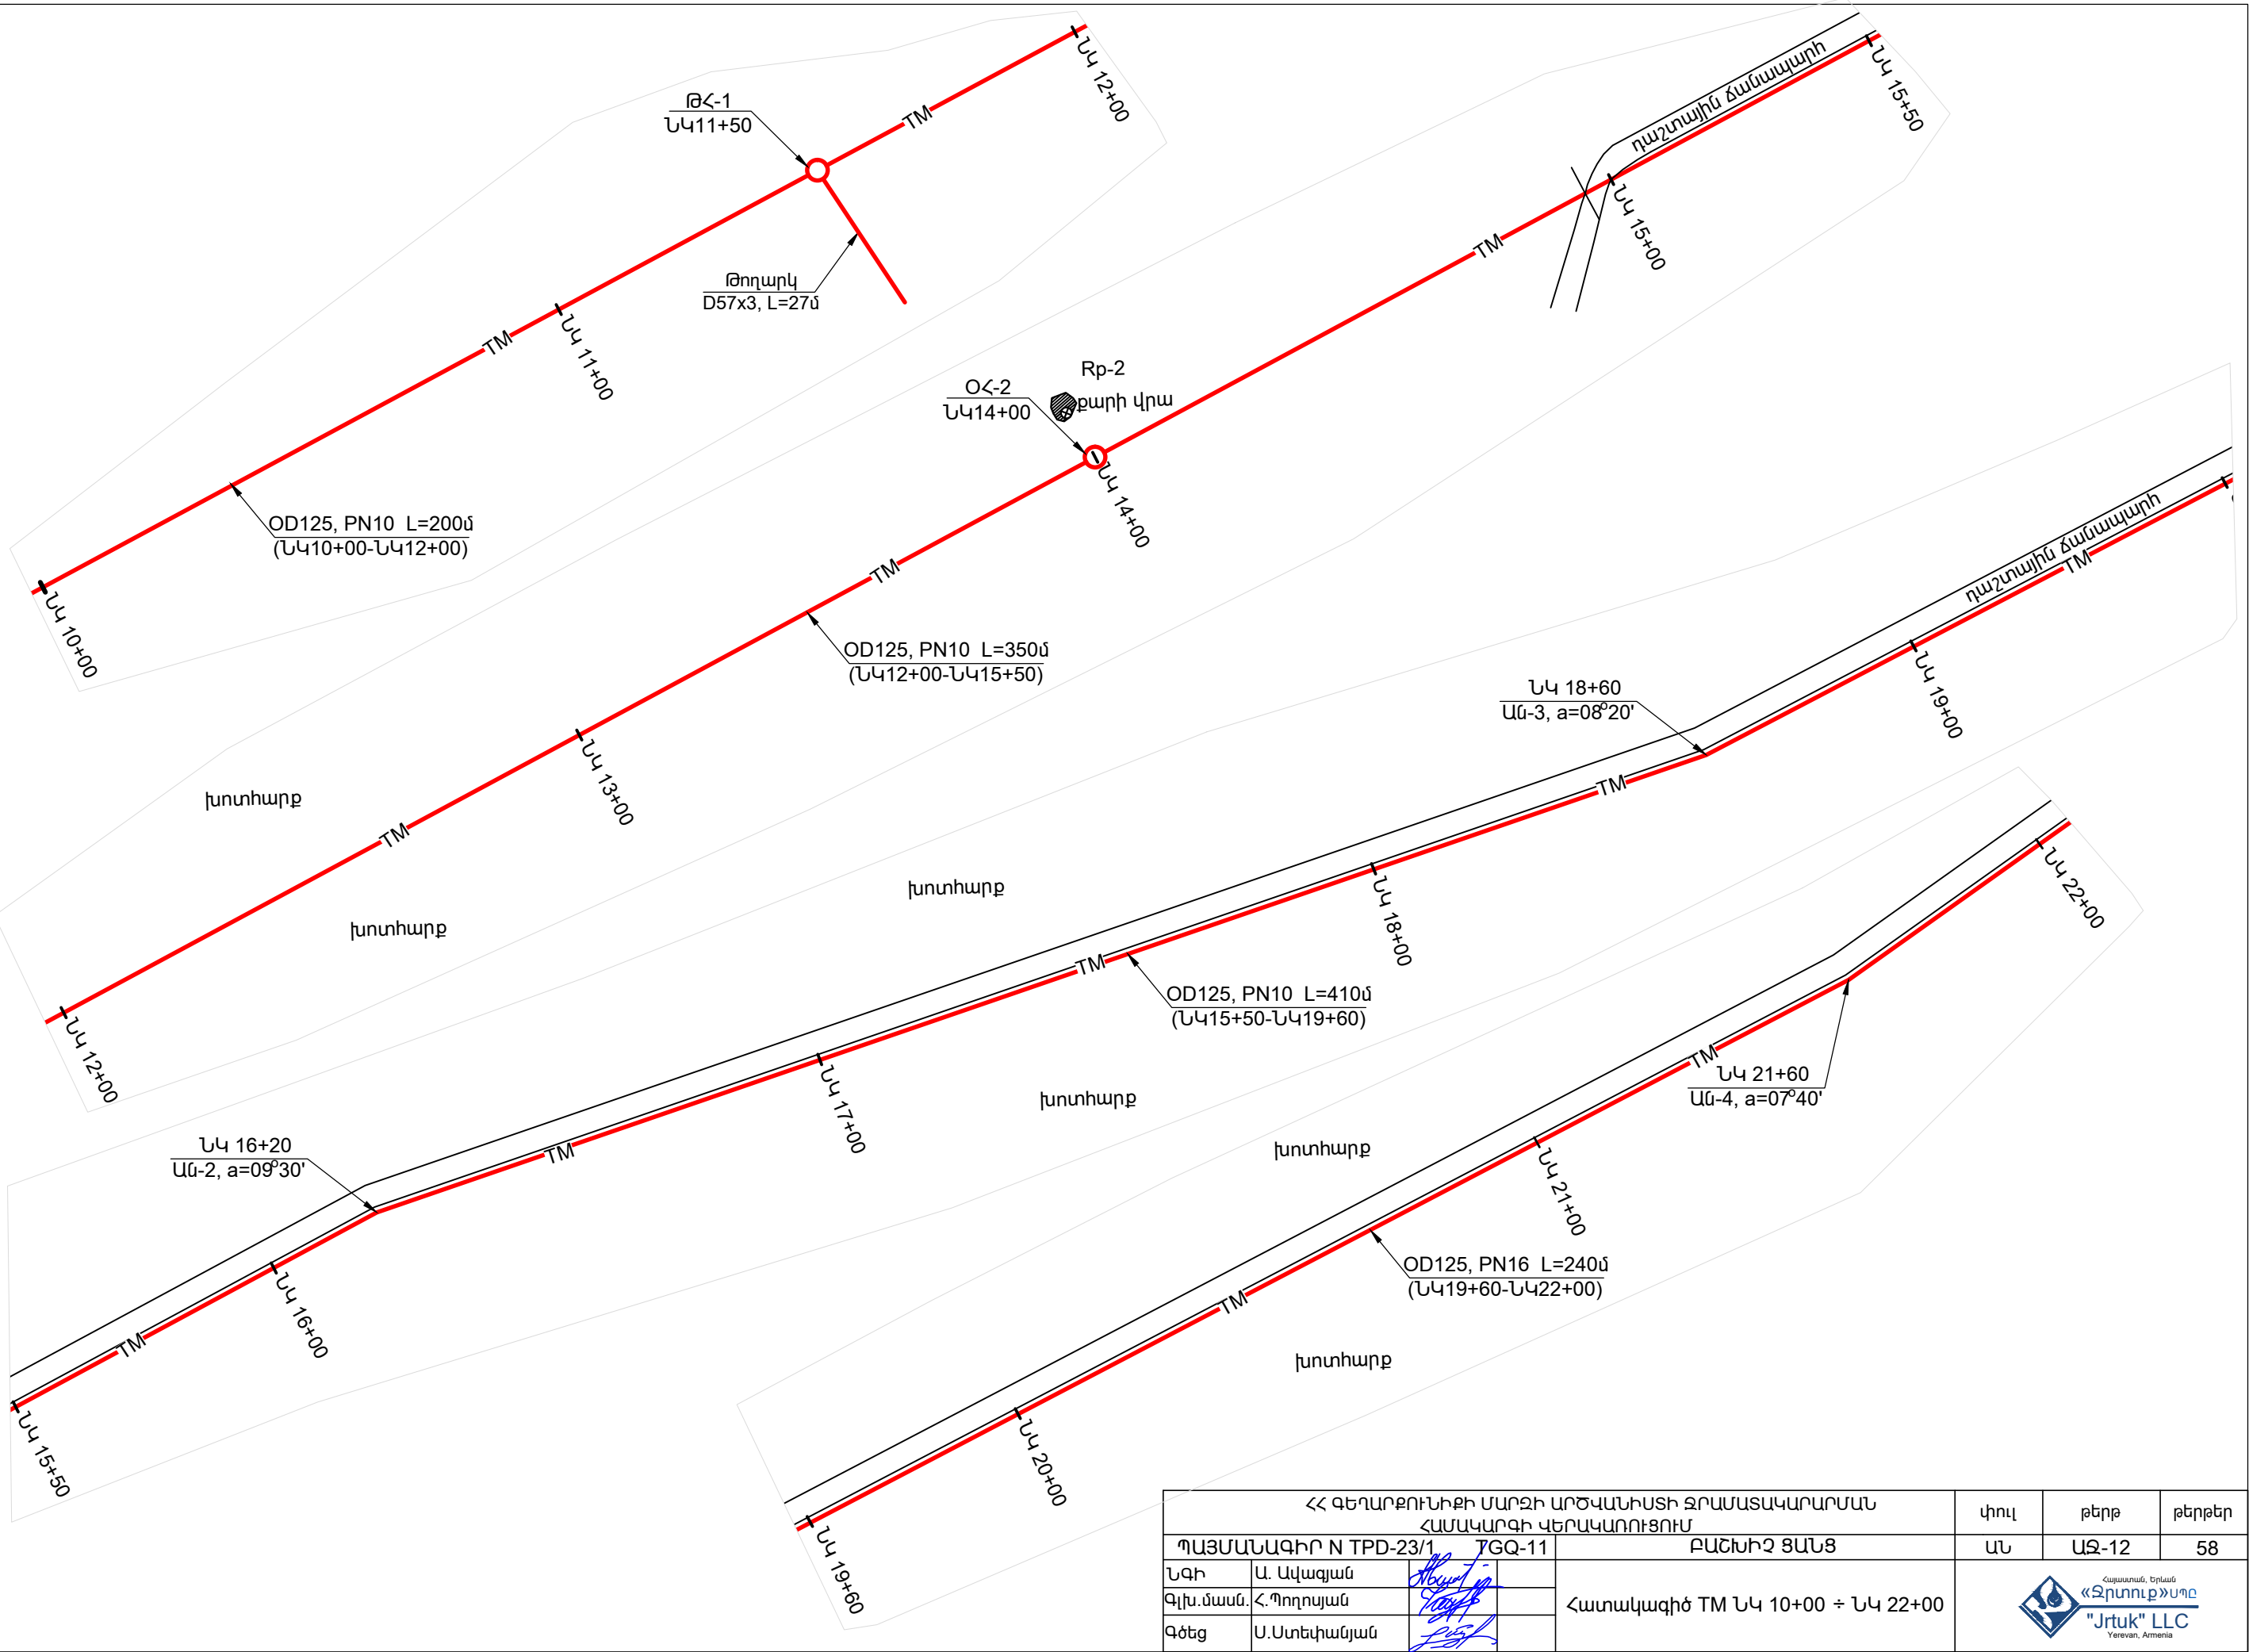 ԹՀ-1
ՆԿ11+50
TM
ՆԿ 12+00
Թողարկ
D57x3, L=27մ
TM
ՆԿ 11+00
OD125, PN10 L=200մ
(ՆԿ10+00-ՆԿ12+00)
ՆԿ 10+00
դաշտային ճանապարհ
ՆԿ 15+50
ՆԿ 15+00
TM
Rp-2
քարի վրա
ՕՀ-2
ՆԿ14+00
ՆԿ 14+00
TM
OD125, PN10 L=350մ
(ՆԿ12+00-ՆԿ15+50)
ՆԿ 13+00
TM
խոտհարք
խոտհարք
ՆԿ 12+00
դաշտային ճանապարհ
TM
ՆԿ 19+00
ՆԿ 18+60
Ան-3, a=08°20'
TM
ՆԿ 18+00
խոտհարք
TM
OD125, PN10 L=410մ
(ՆԿ15+50-ՆԿ19+60)
ՆԿ 17+00
խոտհարք
TM
ՆԿ 16+20
Ան-2, a=09°30'
ՆԿ 16+00
TM
ՆԿ 15+50
ՆԿ 22+00
TM
ՆԿ 21+60
Ան-4, a=07°40'
խոտհարք
ՆԿ 21+00
OD125, PN16 L=240մ
(ՆԿ19+60-ՆԿ22+00)
TM
խոտհարք
ՆԿ 20+00
ՆԿ 19+60
ՀՀ ԳԵՂԱՐՔՈՒՆԻՔԻ ՄԱՐԶԻ ԱՐԾՎԱՆԻՍՏԻ ՋՐԱՄԱՏԱԿԱՐԱՐՄԱՆ
ՀԱՄԱԿԱՐԳԻ ՎԵՐԱԿԱՌՈՒՑՈՒՄ
փուլ թերթ թերթեր
ՊԱՅՄԱՆԱԳԻՐ N TPD-23/1 TGQ-11 ԲԱՇԽԻՉ ՑԱՆՑ ԱՆ ԱՋ-12 58
ՆԳԻ Ա. Ավագյան
Գլխ.մասն. Հ.Պողոսյան
Գծեց Ս.Ստեփանյան
Հատակագիծ TM ՆԿ 10+00 ÷ ՆԿ 22+00
Հայաստան, Երևան
«Ջրտուք» ՍՊԸ
"Jrtuk" LLC
Yerevan, Armenia